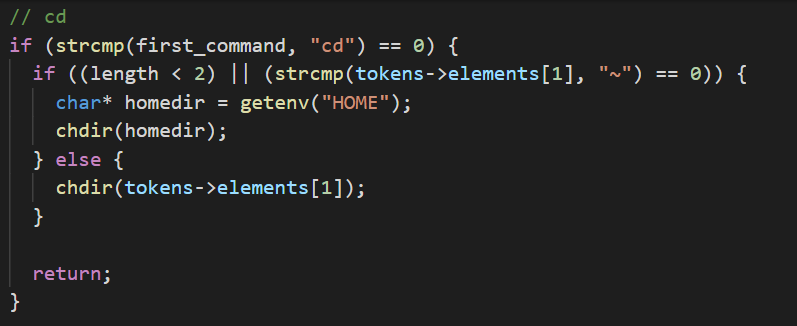 // cd
if (strcmp(first_command, "cd") == 0) {
  if ((length < 2) || (strcmp(tokens->elements[1], "~") == 0)) {
    char* homedir = getenv("HOME");
    chdir(homedir);
  } else {
    chdir(tokens->elements[1]);
  }

  return;
}